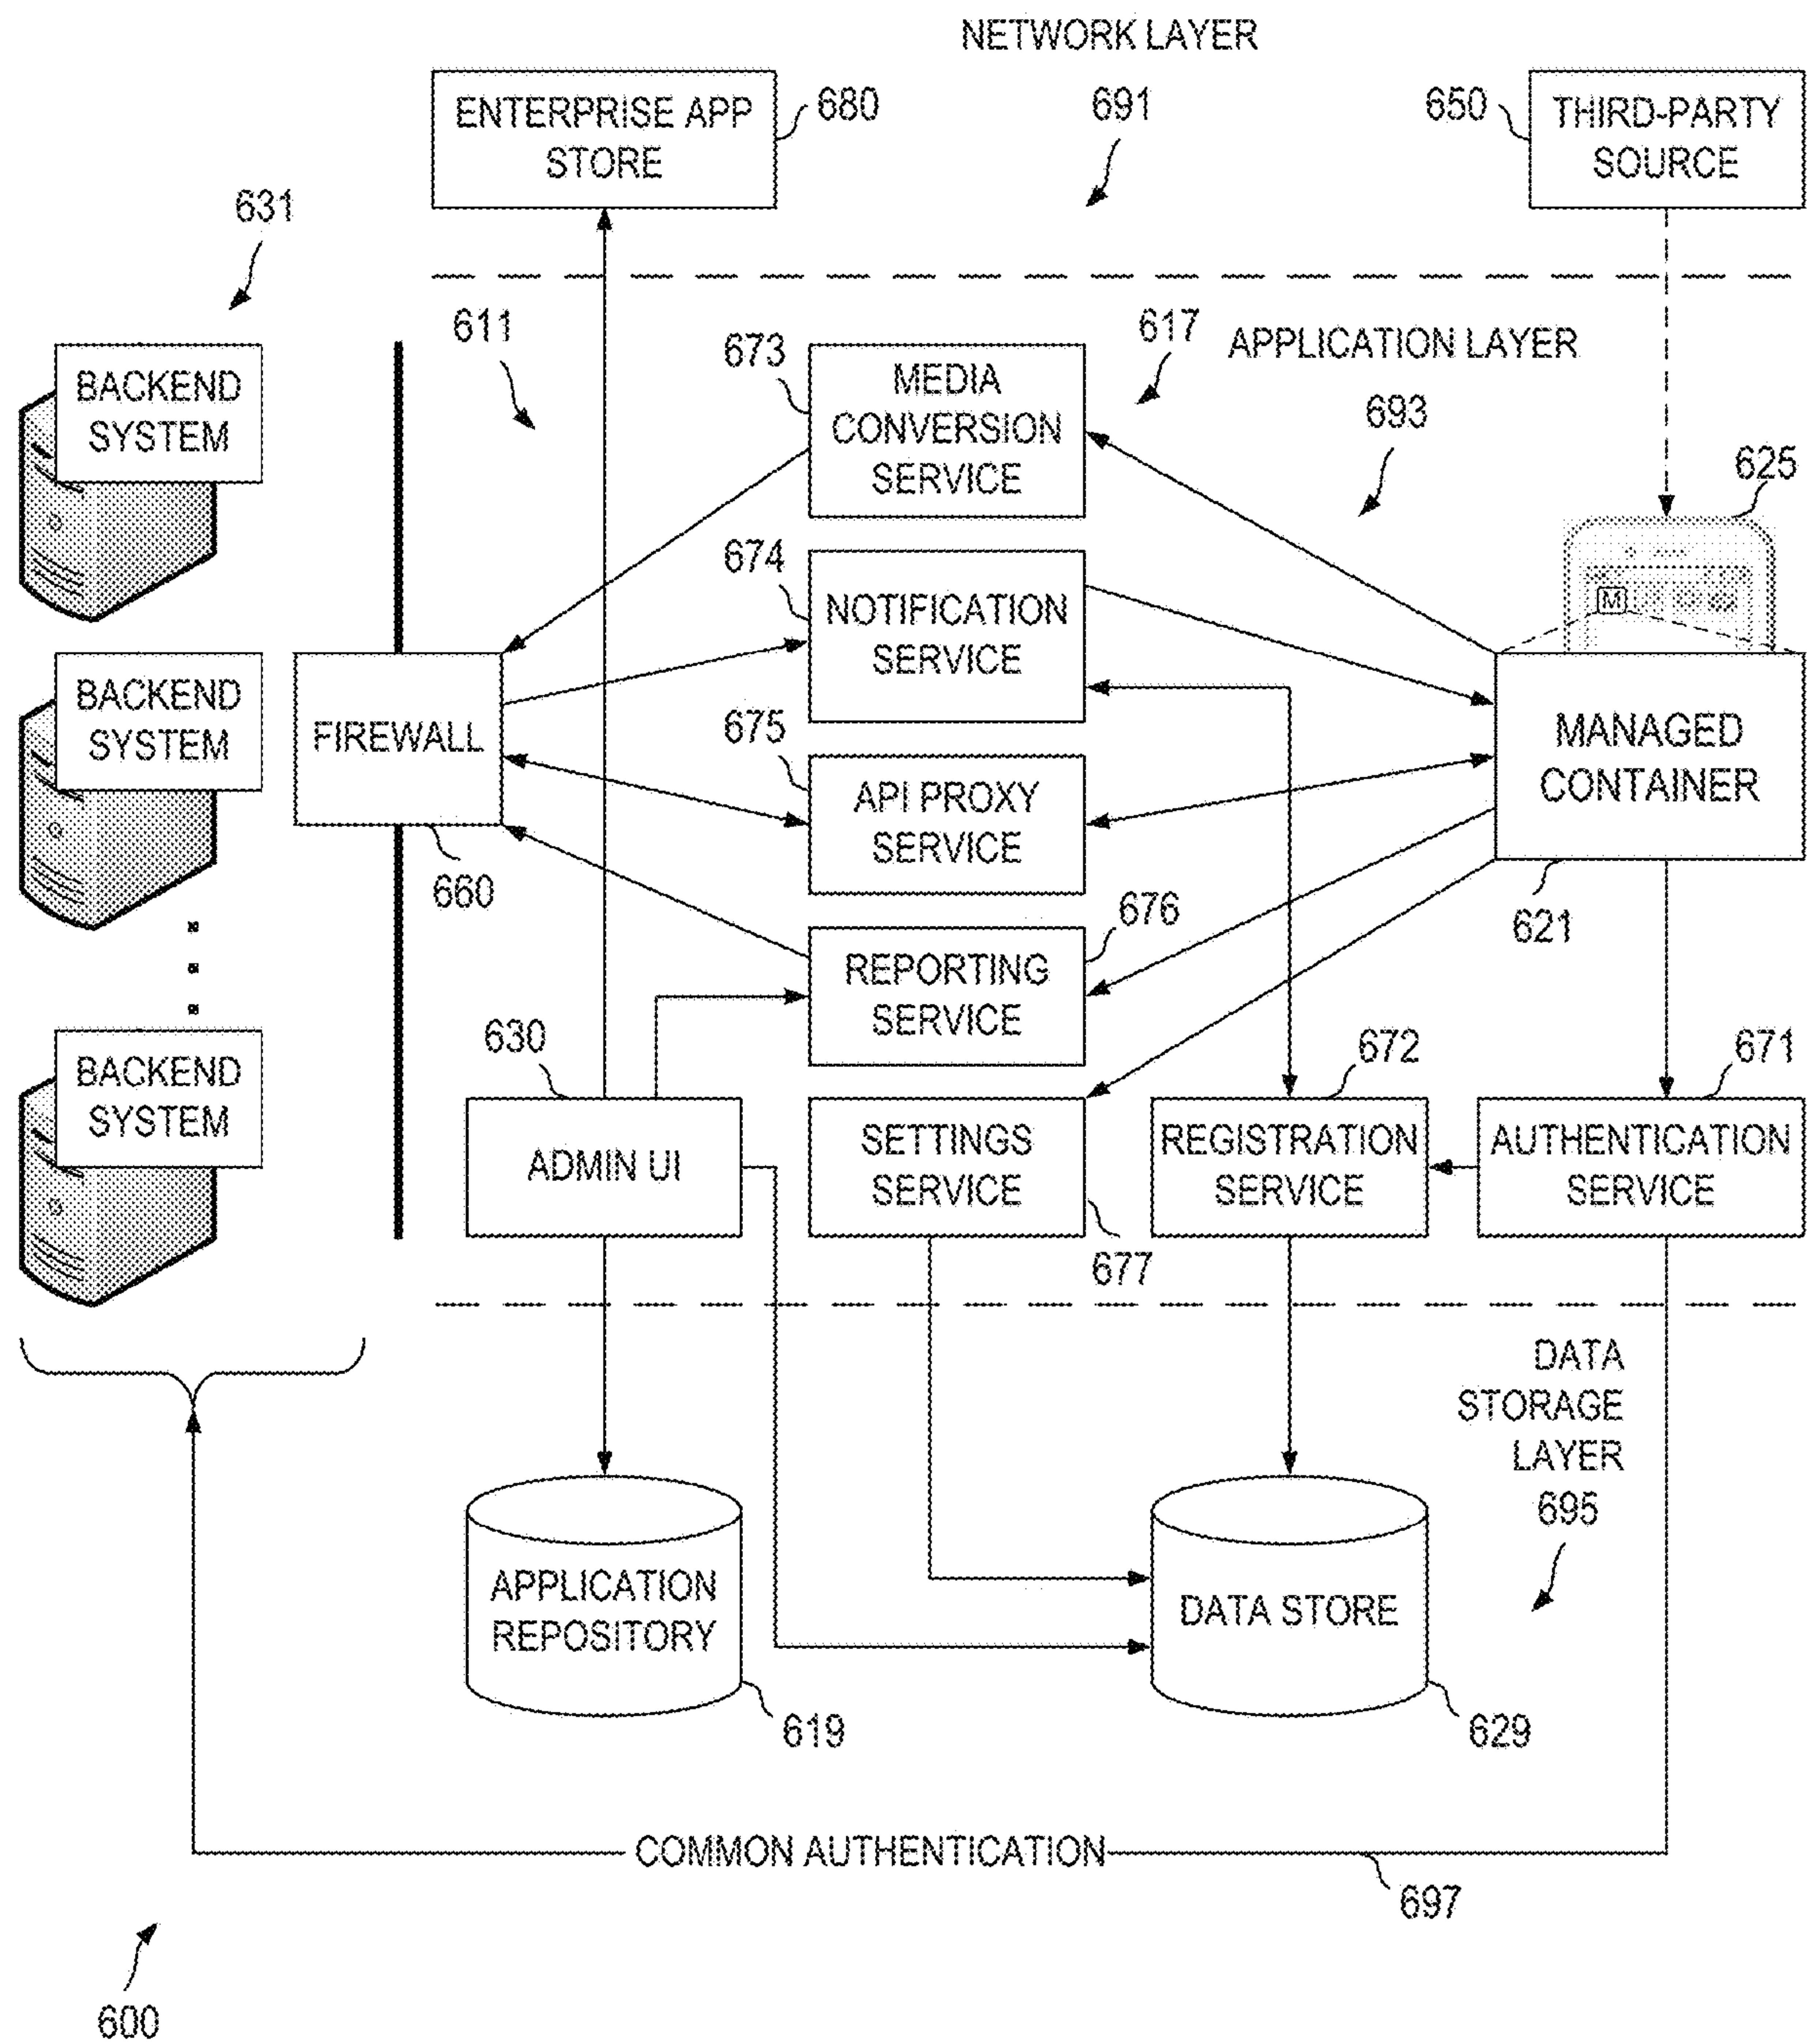 NETWORK LAYER
691
ENTERPRISE APP
STORE
680
650
THIRD-PARTY
SOURCE
631
611
617
APPLICATION LAYER
693
BACKEND
SYSTEM
673
MEDIA
CONVERSION
SERVICE
625
M
674
NOTIFICATION
SERVICE
BACKEND
SYSTEM
FIREWALL
660
675
API PROXY
SERVICE
MANAGED
CONTAINER
621
676
REPORTING
SERVICE
BACKEND
SYSTEM
630
ADMIN UI
SETTINGS
SERVICE
677
672
REGISTRATION
SERVICE
671
AUTHENTICATION
SERVICE
DATA
STORAGE
LAYER
695
APPLICATION
REPOSITORY
619
DATA STORE
629
COMMON AUTHENTICATION
697
600